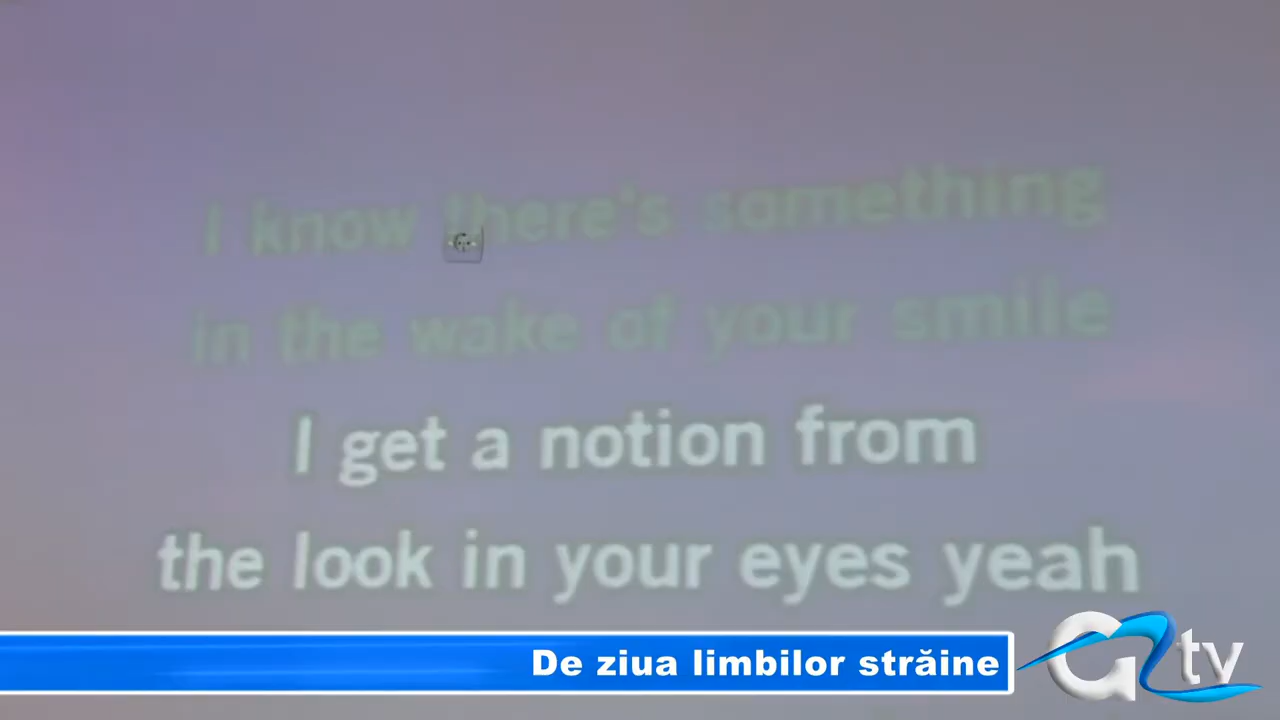 I know there's something
in the wake of your smile
I get a notion from
the look in your eyes yeah
De ziua limbilor străine
G2tv